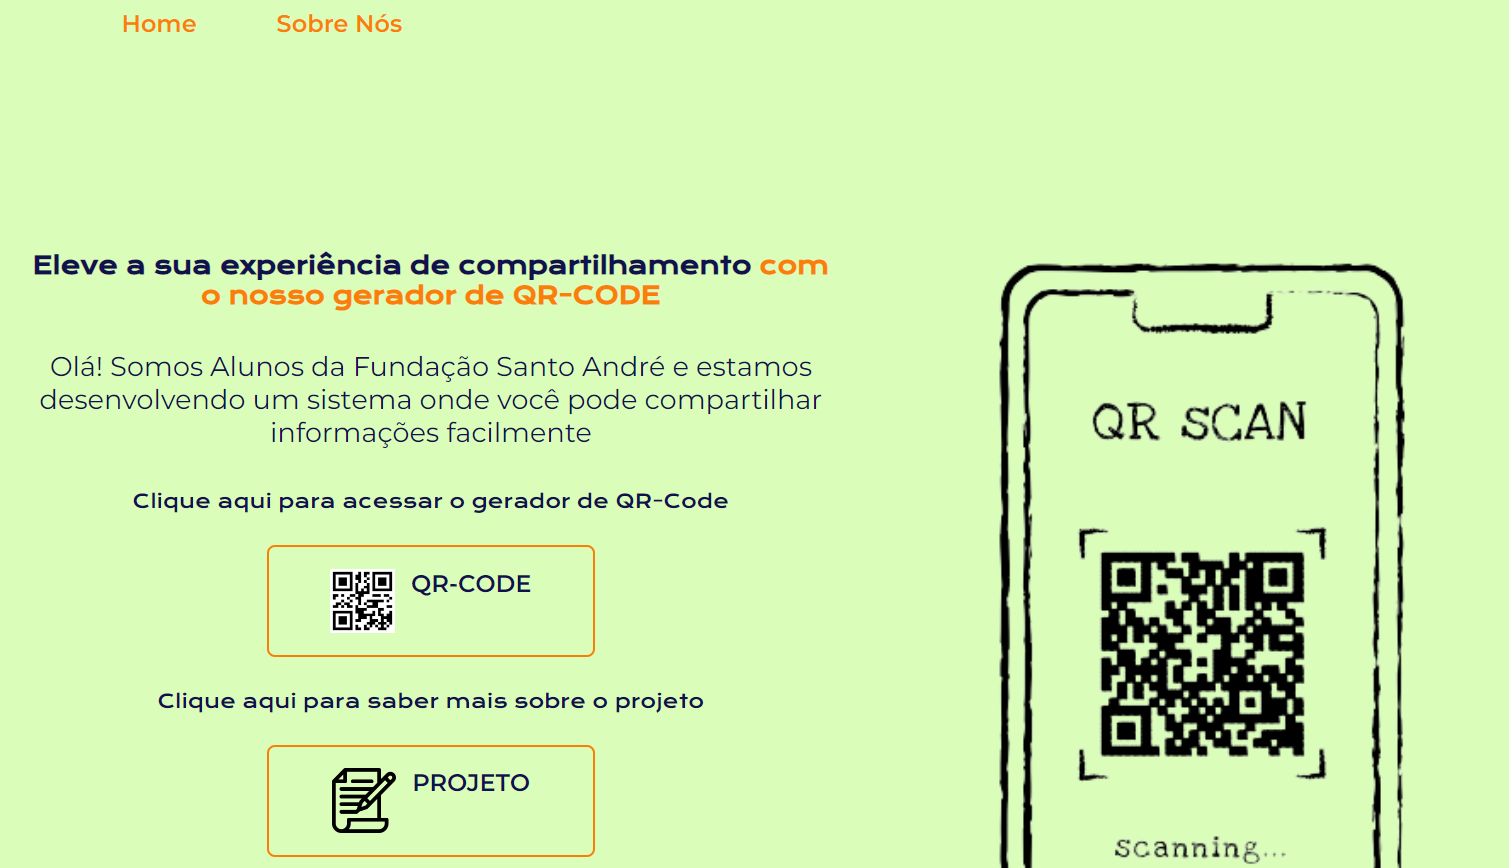 Home Sobre Nós
Eleve a sua experiência de compartilhamento com
o nosso gerador de QR-CODE
Olá! Somos Alunos da Fundação Santo André e estamos
desenvolvendo um sistema onde você pode compartilhar
informações facilmente
Clique aqui para acessar o gerador de QR-Code
QR-CODE
Clique aqui para saber mais sobre o projeto
PROJETO
QR SCAN
scanning...